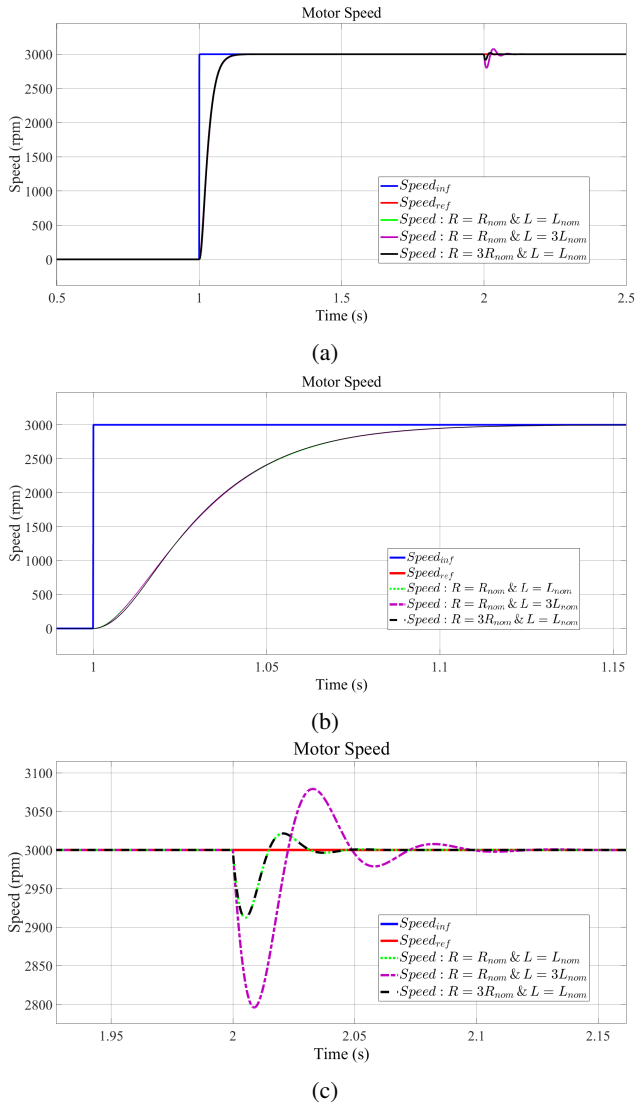 Motor Speed
3000
2500
2000
1500
1000
500
0
Speed (rpm)
Speed_inf
Speed_ref
Speed : R = R_nom & L = L_nom
Speed : R = R_nom & L = 3L_nom
Speed : R = 3R_nom & L = L_nom
0.5 1 1.5 2 2.5
Time (s)
(a)
Motor Speed
3000
2500
2000
1500
1000
500
0
Speed (rpm)
Speed_inf
Speed_ref
Speed : R = R_nom & L = L_nom
Speed : R = R_nom & L = 3L_nom
Speed : R = 3R_nom & L = L_nom
1 1.05 1.1 1.15
Time (s)
(b)
Motor Speed
3100
3050
3000
2950
2900
2850
2800
Speed (rpm)
Speed_inf
Speed_ref
Speed : R = R_nom & L = L_nom
Speed : R = R_nom & L = 3L_nom
Speed : R = 3R_nom & L = L_nom
1.95 2 2.05 2.1 2.15
Time (s)
(c)